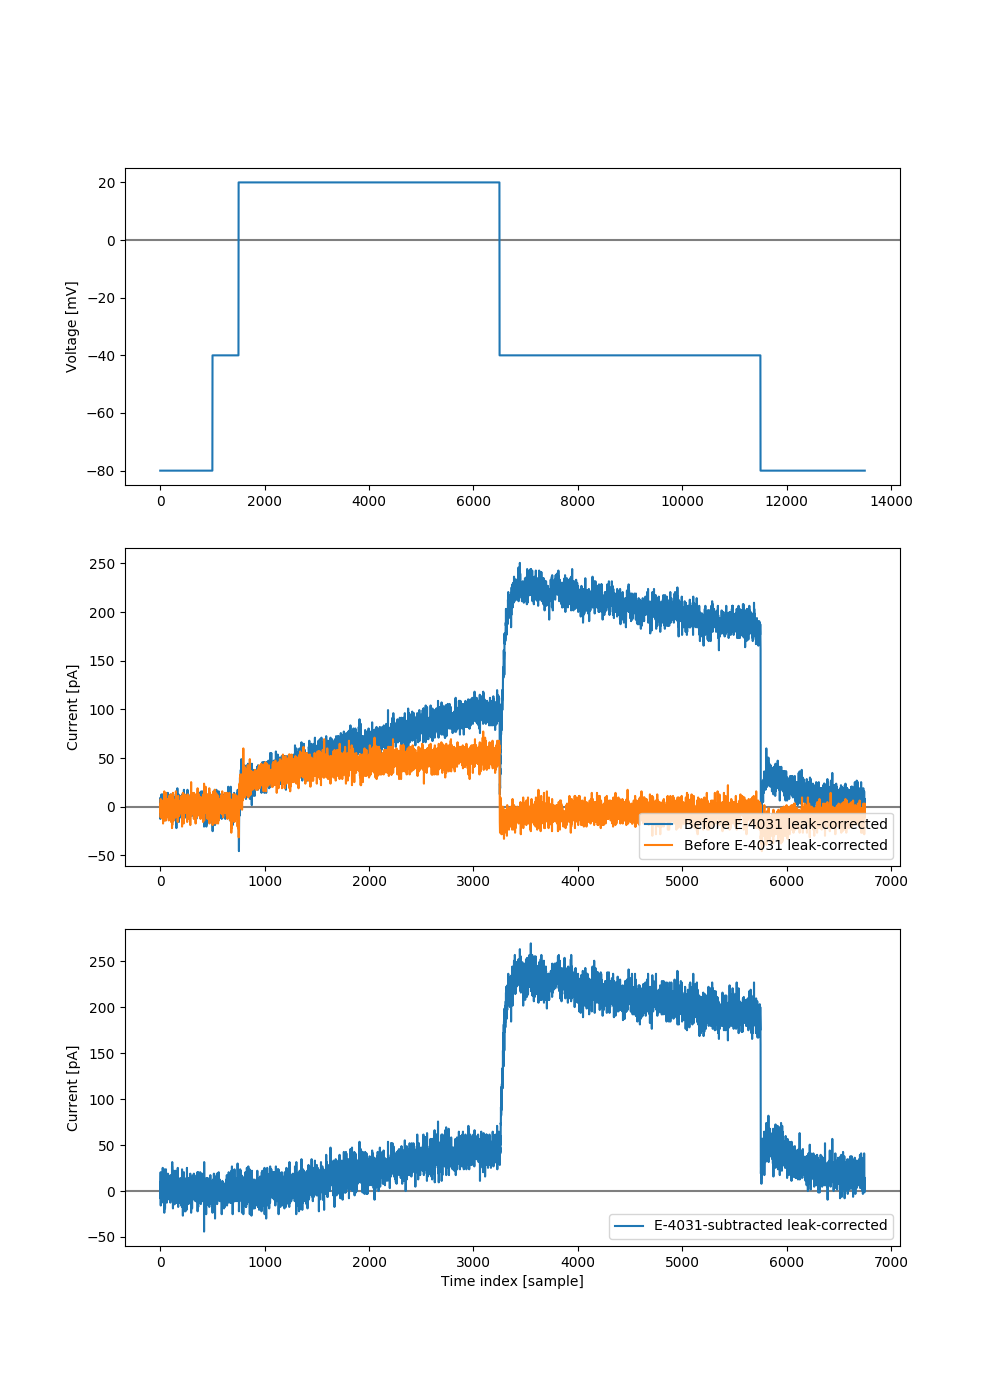 20
0
−20
−40
−60
−80
Voltage [mV]
0 2000 4000 6000 8000 10000 12000 14000
250
200
150
100
50
0
−50
Current [pA]
Before E-4031 leak-corrected
Before E-4031 leak-corrected
0 1000 2000 3000 4000 5000 6000 7000
250
200
150
100
50
0
−50
Current [pA]
E-4031-subtracted leak-corrected
0 1000 2000 3000 4000 5000 6000 7000
Time index [sample]